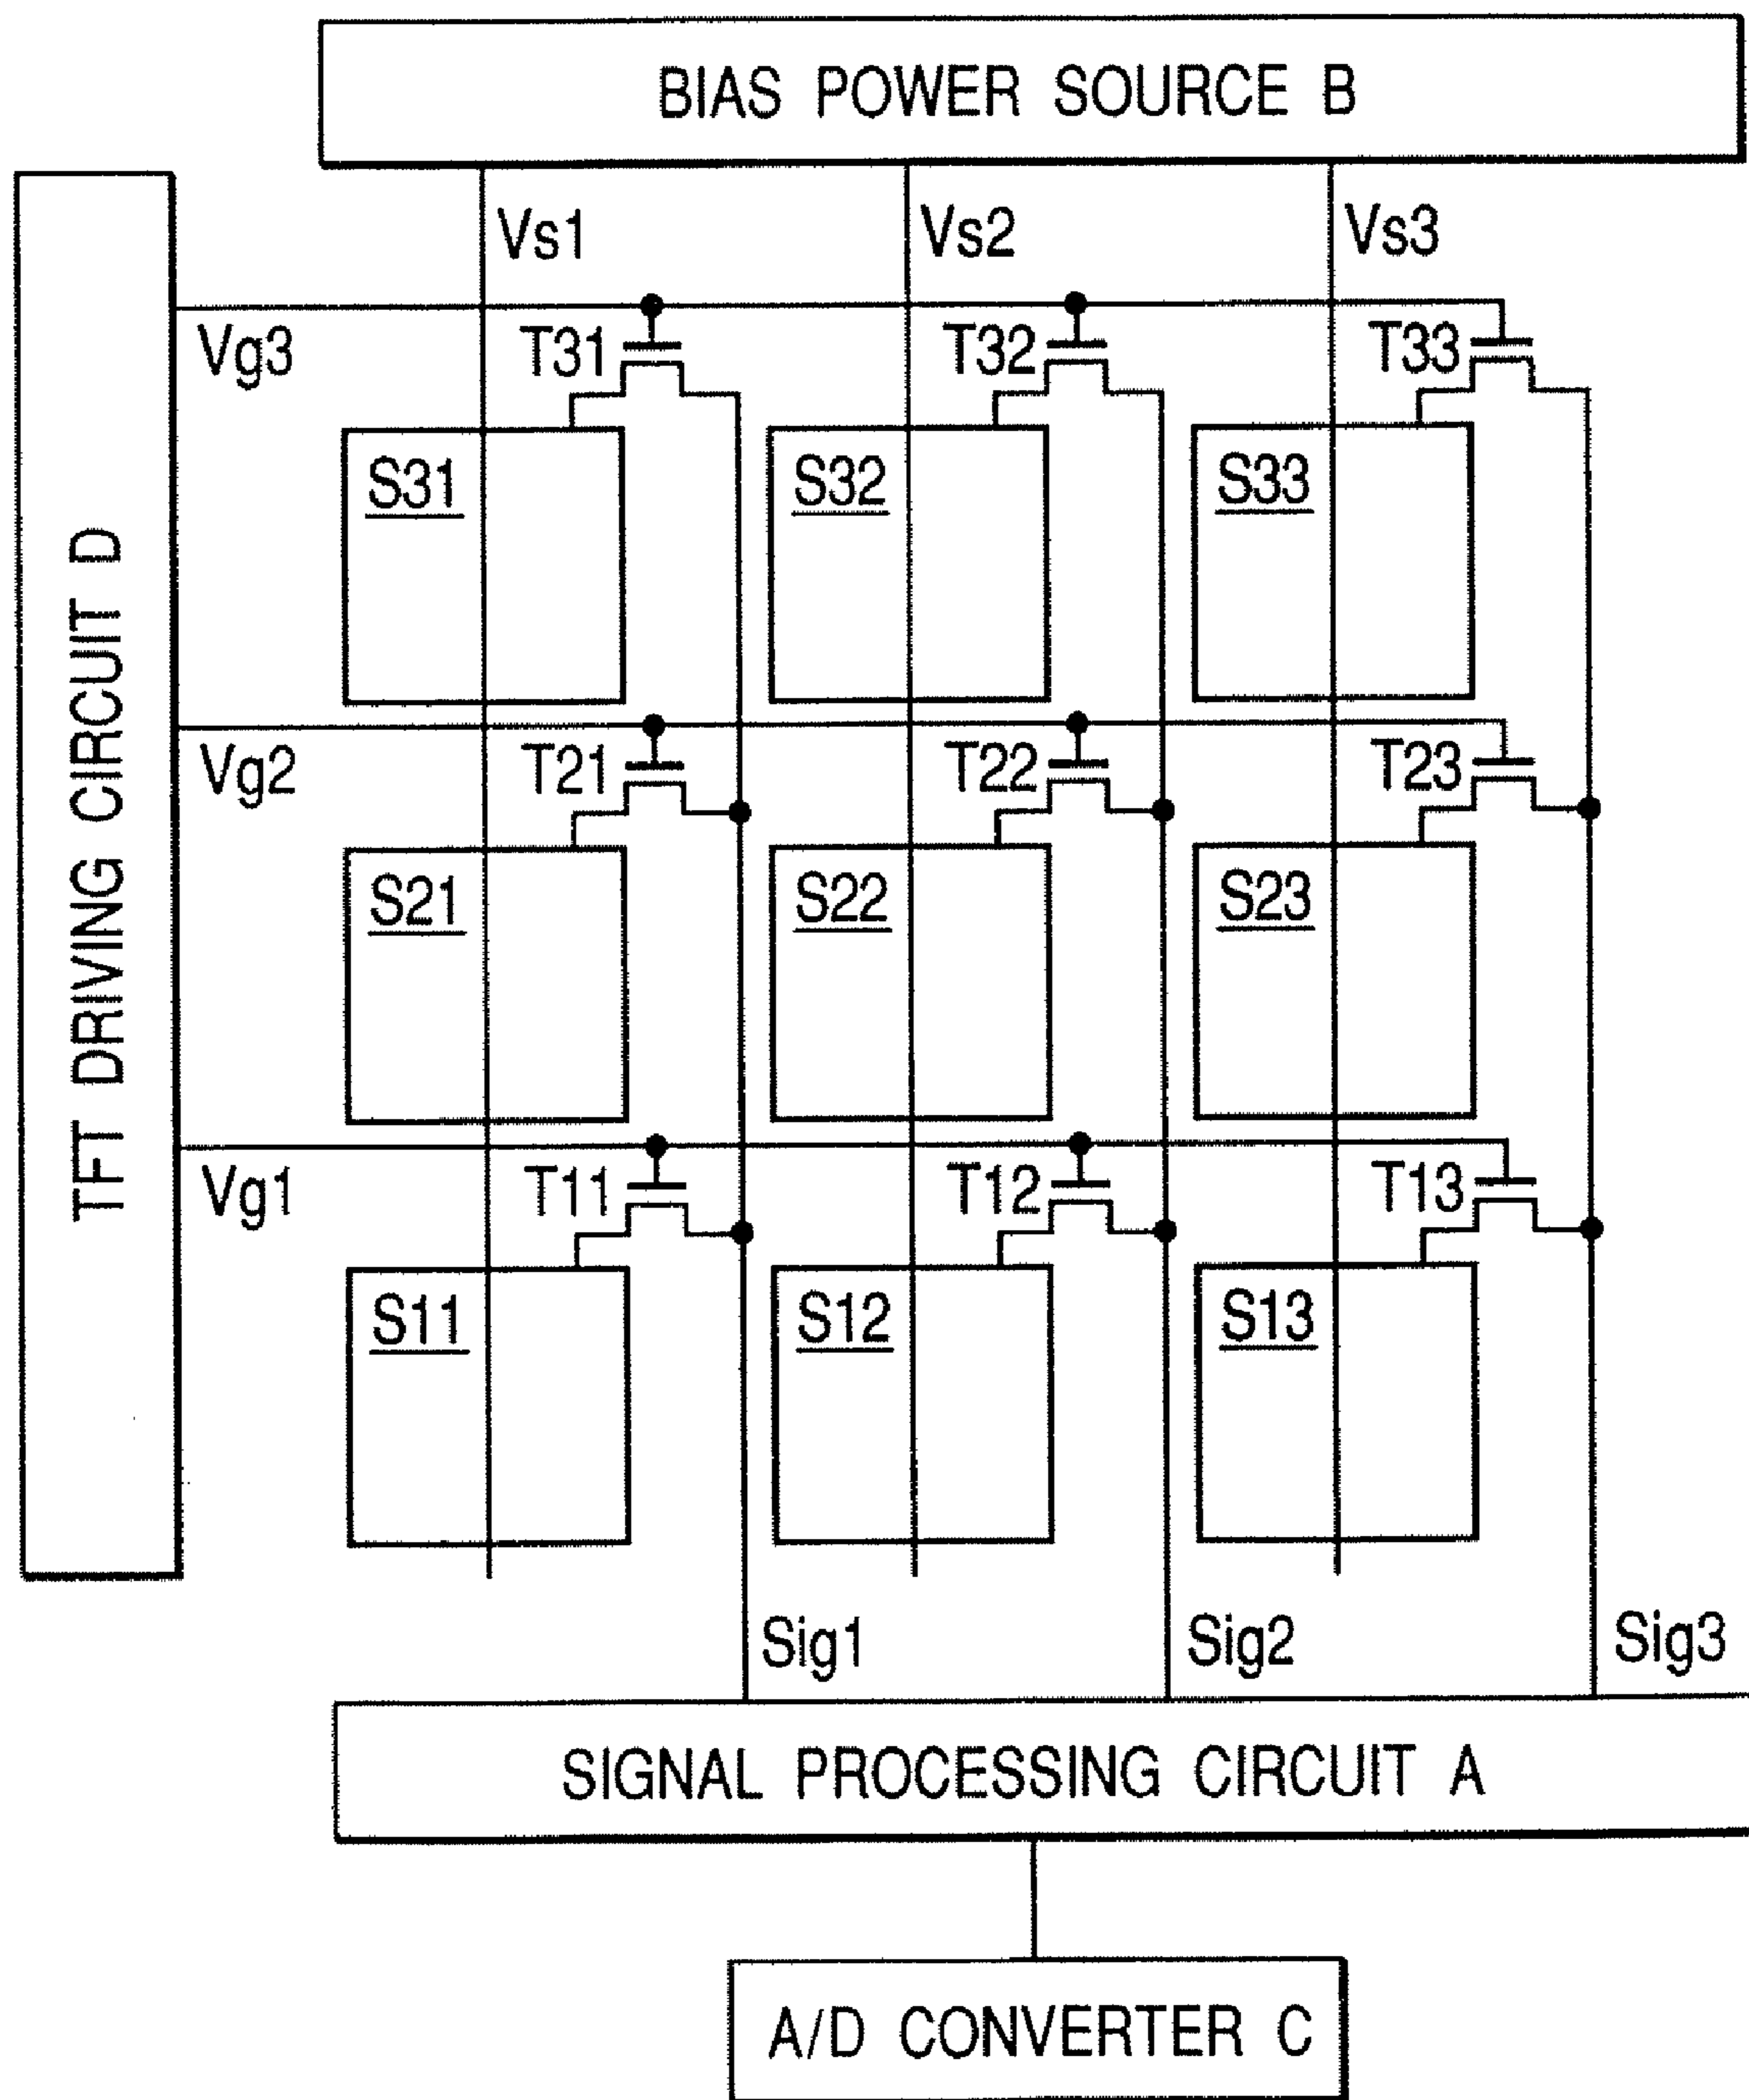 BIAS POWER SOURCE B
TFT DRIVING CIRCUIT D
Vs1 Vs2 Vs3
Vg3
T31 T32 T33
S31 S32 S33
Vg2
T21 T22 T23
S21 S22 S23
Vg1
T11 T12 T13
S11 S12 S13
Sig1 Sig2 Sig3
SIGNAL PROCESSING CIRCUIT A
A/D CONVERTER C